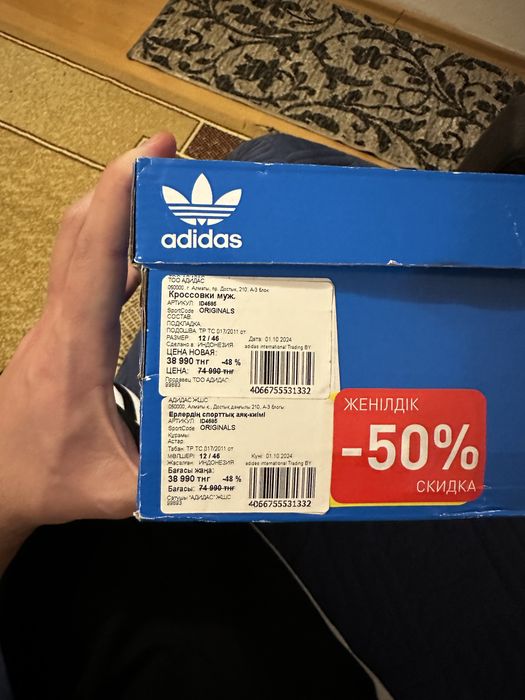 adidas
ТОО АДИДАС
050000, г. Алматы, пр. Достык, 210, А-3 блок
Кроссовки муж.
АРТИКУЛ: ID4686
SportCode ORIGINALS
СОСТАВ:
ПОДКЛАДКА:
ПОДОШВА: ТР ТС 017/2011 от
РАЗМЕР: 12 / 46 Дата: 01.10.2024
Сделано в: ИНДОНЕЗИЯ adidas international Trading BV
ЦЕНА НОВАЯ:
38 990 тнг -48 %
ЦЕНА: 74 990 тнг
Продавец ТОО АДИДАС
99693
4066755531332
АДИДАС ЖШС
050000, Алматы к., Достык даңғылы 210, А-3 блогы
Ерлердің спорттық аяқ-киімі
АРТИКУЛ: ID4686
SportCode ORIGINALS
Құрамы:
Астар:
Табан: ТР ТС 017/2011 от
МӨЛШЕРІ: 12 / 46 Күні: 01.10.2024
Жасалған: ИНДОНЕЗИЯ adidas international Trading BV
Бағасы жаңа:
38 990 тнг -48 %
Бағасы: 74 990 тнг
Сатушы "АДИДАС"ЖШС
99693
4066755531332
ЖЕҢІЛДІК
-50%
СКИДКА